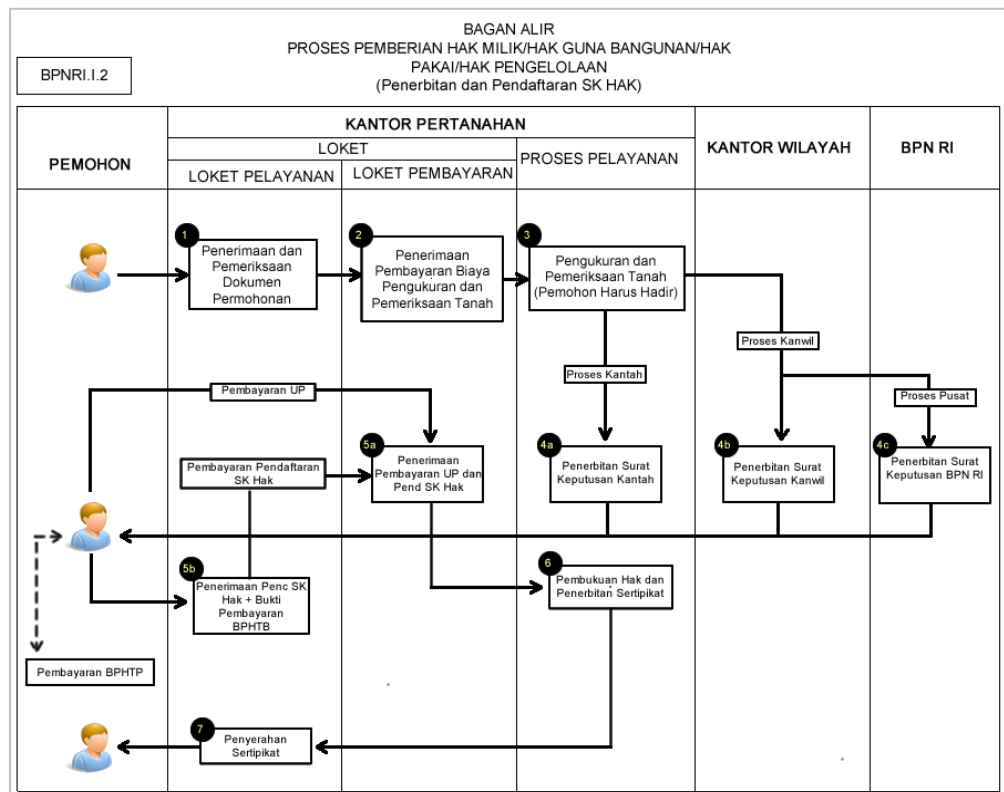 BAGAN ALIR
PROSES PEMBERIAN HAK MILIK/HAK GUNA BANGUNAN/HAK
PAKAI/HAK PENGELOLAAN
(Penerbitan dan Pendaftaran SK HAK)
BPNRI.I.2
PEMOHON
KANTOR PERTANAHAN
LOKET
LOKET PELAYANAN
LOKET PEMBAYARAN
PROSES PELAYANAN
KANTOR WILAYAH
BPN RI
1
Penerimaan dan
Pemeriksaan
Dokumen
Permohonan
2
Penerimaan
Pembayaran Biaya
Pengukuran dan
Pemeriksaan Tanah
3
Pengukuran dan
Pemeriksaan Tanah
(Pemohon Harus Hadir)
Proses Kanwil
Proses Kantah
Proses Pusat
Pembayaran UP
Pembayaran Pendaftaran
SK Hak
5a
Penerimaan
Pembayaran UP dan
Pend SK Hak
4a
Penerbitan Surat
Keputusan Kantah
4b
Penerbitan Surat
Keputusan Kanwil
4c
Penerbitan Surat
Keputusan BPN RI
5b
Penerimaan Penc SK
Hak + Bukti
Pembayaran
BPHTB
6
Pembukuan Hak dan
Penerbitan Sertipikat
Pembayaran BPHTP
7
Penyerahan
Sertipikat